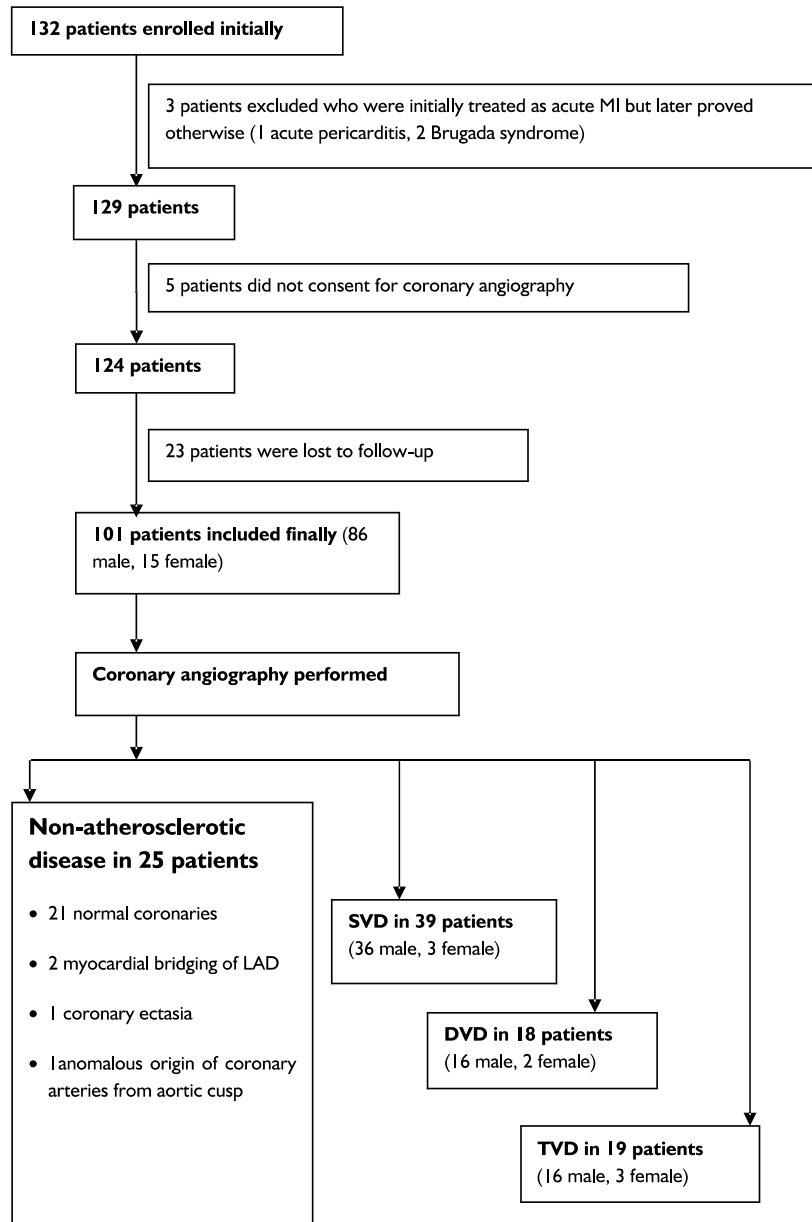 132 patients enrolled initially
3 patients excluded who were initially treated as acute MI but later proved
otherwise (1 acute pericarditis, 2 Brugada syndrome)
129 patients
5 patients did not consent for coronary angiography
124 patients
23 patients were lost to follow-up
101 patients included finally (86
male, 15 female)
Coronary angiography performed
Non-atherosclerotic
disease in 25 patients
• 21 normal coronaries
• 2 myocardial bridging of LAD
• 1 coronary ectasia
• 1anomalous origin of coronary
arteries from aortic cusp
SVD in 39 patients
(36 male, 3 female)
DVD in 18 patients
(16 male, 2 female)
TVD in 19 patients
(16 male, 3 female)